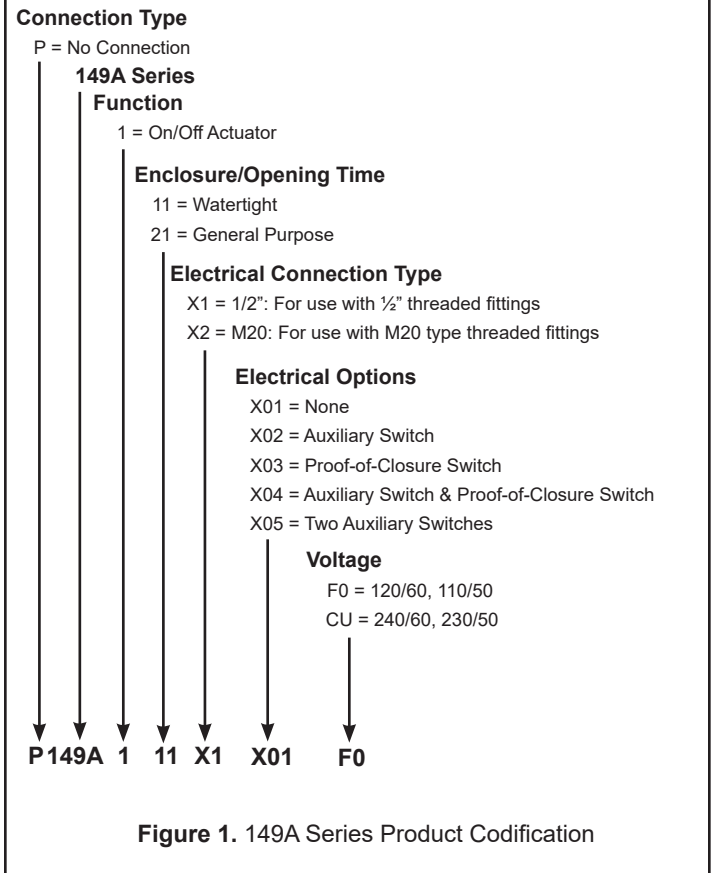 Connection Type
P = No Connection
149A Series
Function
1 = On/Off Actuator
Enclosure/Opening Time
11 = Watertight
21 = General Purpose
Electrical Connection Type
X1 = 1/2”: For use with ½” threaded fittings
X2 = M20: For use with M20 type threaded fittings
Electrical Options
X01 = None
X02 = Auxiliary Switch
X03 = Proof-of-Closure Switch
X04 = Auxiliary Switch & Proof-of-Closure Switch
X05 = Two Auxiliary Switches
Voltage
F0 = 120/60, 110/50
CU = 240/60, 230/50
P 149A 1 11 X1 X01 F0
Figure 1. 149A Series Product Codification